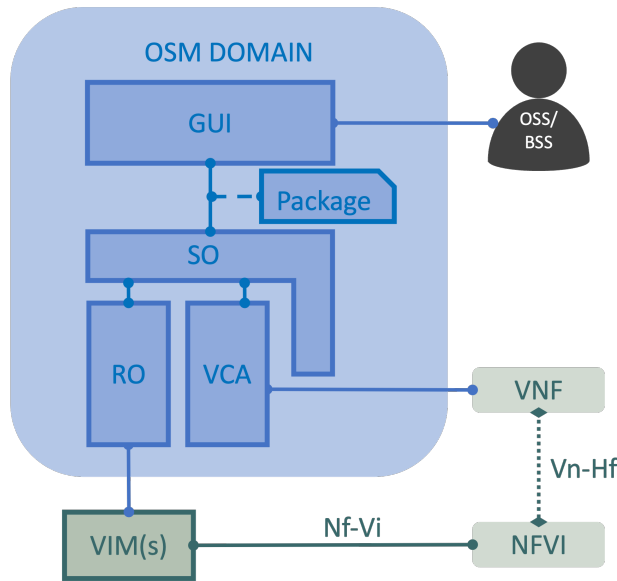 OSM DOMAIN
GUI
OSS/
BSS
Package
SO
RO
VCA
VNF
Vn-Hf
VIM(s)
Nf-Vi
NFVI